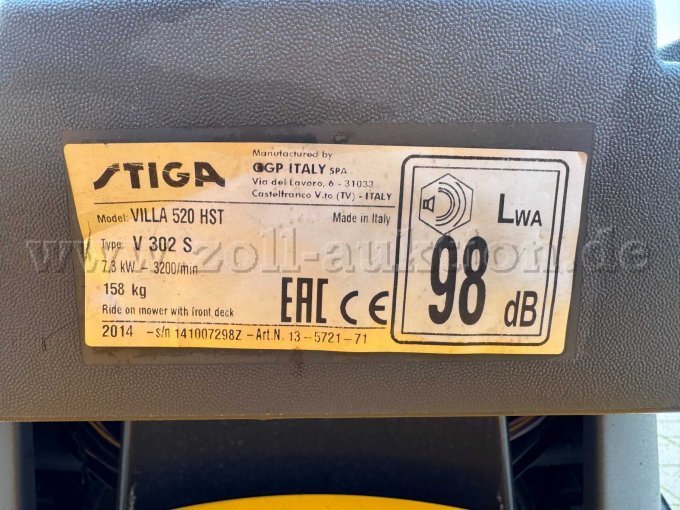 STIGA
Manufactured by
GGP ITALY SPA
Via del Lavoro, 6 - 31033
Castelfranco V.to (TV) - ITALY
Model: VILLA 520 HST
Made in Italy
Type: V 302 S
7,3 kW - 3200/min
158 kg
Ride on mower with front deck
2014 -s/n 141007298Z -Art.N. 13-5721-71
EAC CE
LWA
98 dB
www.zoll-auktion.de